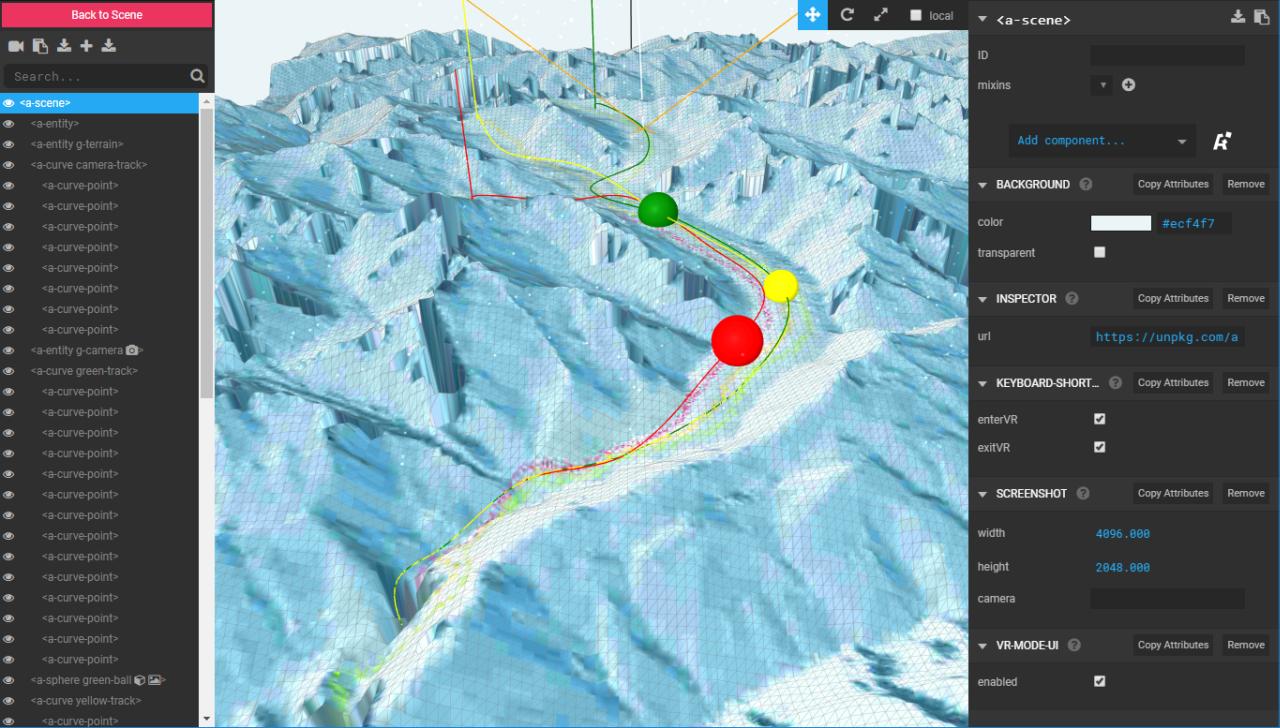 Back to Scene
Search...
<a-scene>
<a-entity>
<a-entity g-terrain>
<a-curve camera-track>
<a-curve-point>
<a-curve-point>
<a-curve-point>
<a-curve-point>
<a-curve-point>
<a-curve-point>
<a-curve-point>
<a-curve-point>
<a-entity g-camera >
<a-curve green-track>
<a-curve-point>
<a-curve-point>
<a-curve-point>
<a-curve-point>
<a-curve-point>
<a-curve-point>
<a-curve-point>
<a-curve-point>
<a-curve-point>
<a-curve-point>
<a-curve-point>
<a-curve-point>
<a-curve-point>
<a-curve-point>
<a-sphere green-ball >
<a-curve yellow-track>
<a-curve-point>
local
<a-scene>
ID
mixins
Add component...
BACKGROUND ? Copy Attributes Remove
color #ecf4f7
transparent
INSPECTOR ? Copy Attributes Remove
url https://unpkg.com/a
KEYBOARD-SHORT... ? Copy Attributes Remove
enterVR
exitVR
SCREENSHOT ? Copy Attributes Remove
width 4096.000
height 2048.000
camera
VR-MODE-UI ? Copy Attributes Remove
enabled